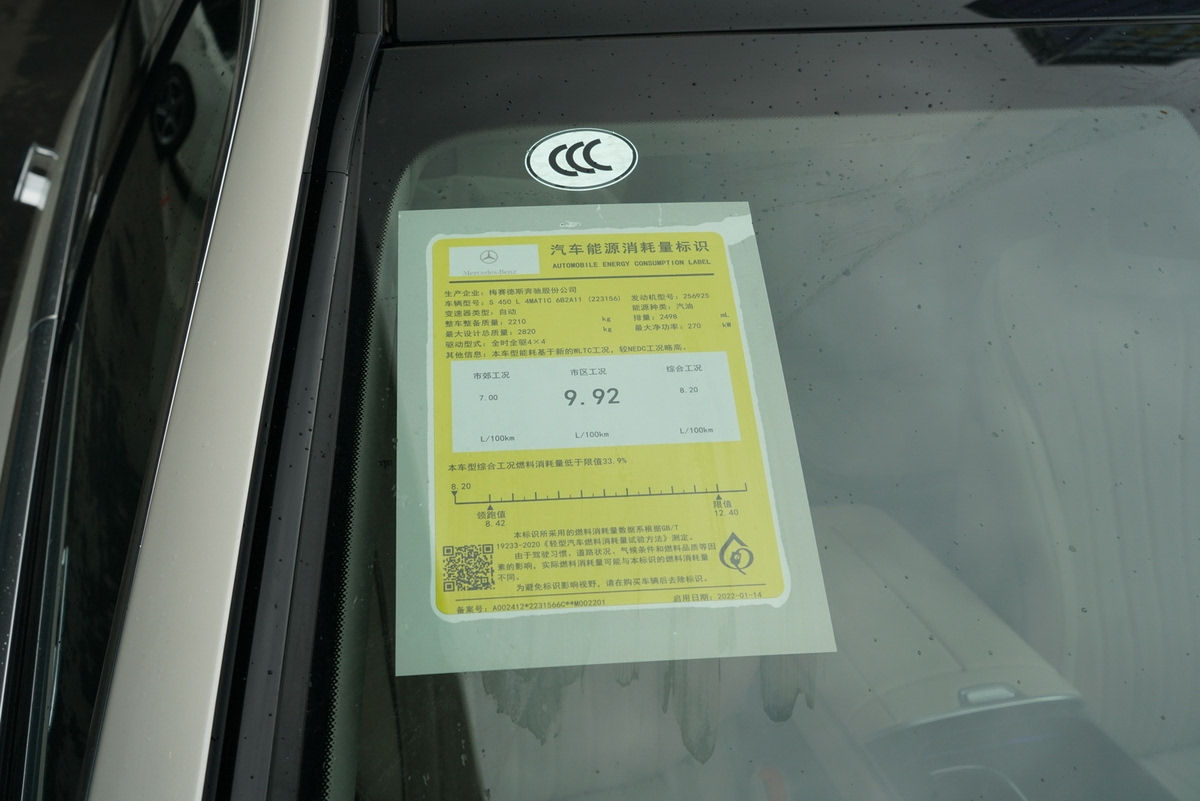 CCC
Mercedes-Benz
汽车能源消耗量标识
AUTOMOBILE ENERGY CONSUMPTION LABEL
生产企业: 梅赛德斯奔驰股份公司
车辆型号: S 450 L 4MATIC 6B2A11 (223156) 发动机型号: 256925
变速器类型: 自动 能源种类: 汽油
整车整备质量: 2210 kg 排量: 2498 mL
最大设计总质量: 2820 kg 最大净功率: 270 kW
驱动型式: 全时全驱4×4
其他信息: 本车型能耗基于新的WLTC工况, 较NEDC工况略高。
市郊工况 市区工况 综合工况
7.00 9.92 8.20
L/100km L/100km L/100km
本车型综合工况燃料消耗量低于限值33.9%
8.20
领跑值 限值
8.42 12.40
本标识所采用的燃料消耗量数据系根据GB/T
19233-2020《轻型汽车燃料消耗量试验方法》测定。
由于驾驶习惯、道路状况、气候条件和燃料品质等因
素的影响, 实际燃料消耗量可能与本标识的燃料消耗量
不同。
为避免标识影响视野, 请在购买车辆后去除标识。
备案号: A002412*2231566C**M002201 启用日期: 2022-01-14